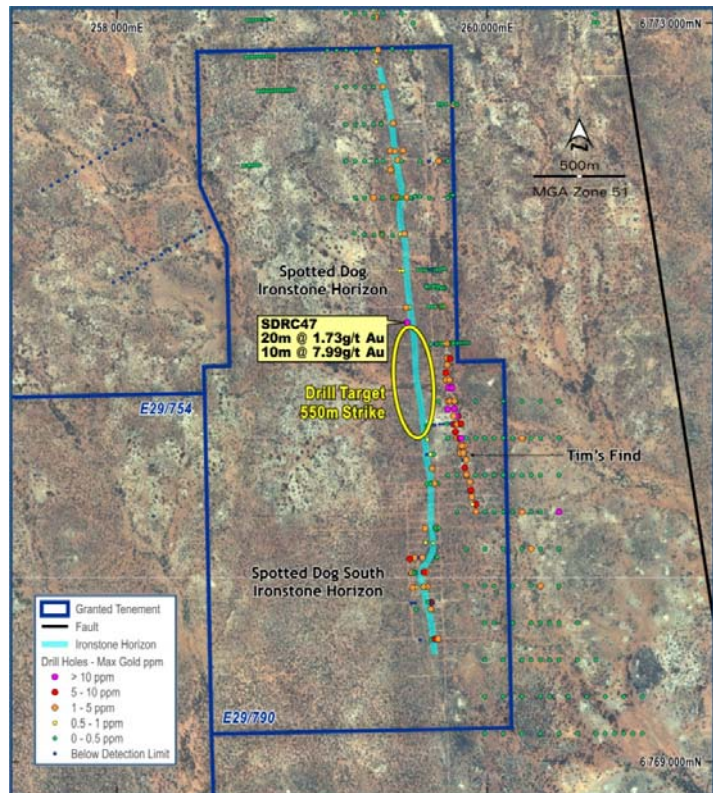 258 000mE
260 000mE
6 773 000mN
500m
MGA Zone 51
Spotted Dog
Ironstone Horizon
SDRC47
20m @ 1.73g/t Au
10m @ 7.99g/t Au
Drill Target
550m Strike
E29/754
Tim's Find
Spotted Dog South
Ironstone Horizon
Granted Tenement
Fault
Ironstone Horizon
Drill Holes - Max Gold ppm
> 10 ppm
5 - 10 ppm
1 - 5 ppm
0.5 - 1 ppm
0 - 0.5 ppm
Below Detection Limit
E29/790
6 769 000mN